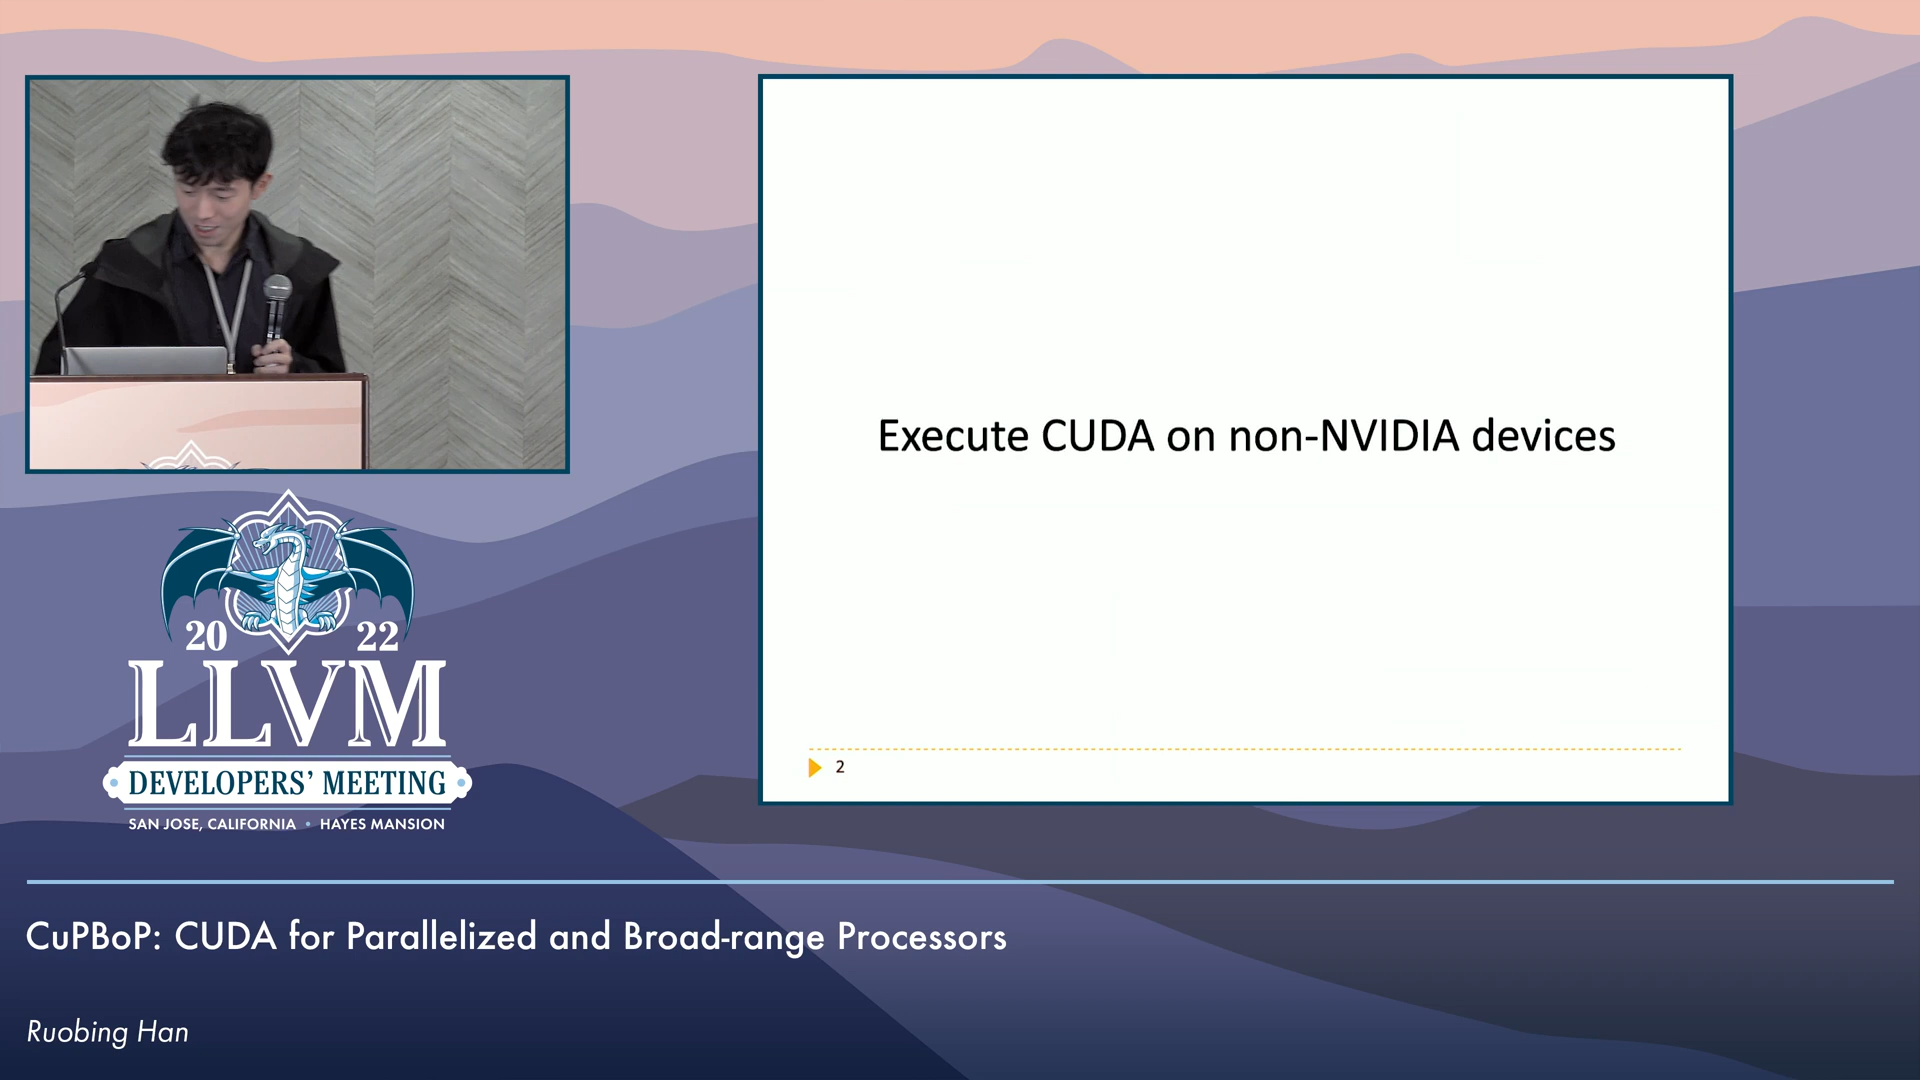 Execute CUDA on non-NVIDIA devices
2
20 22
LLVM
DEVELOPERS’ MEETING
SAN JOSE, CALIFORNIA • HAYES MANSION
CuPBoP: CUDA for Parallelized and Broad-range Processors
Ruobing Han